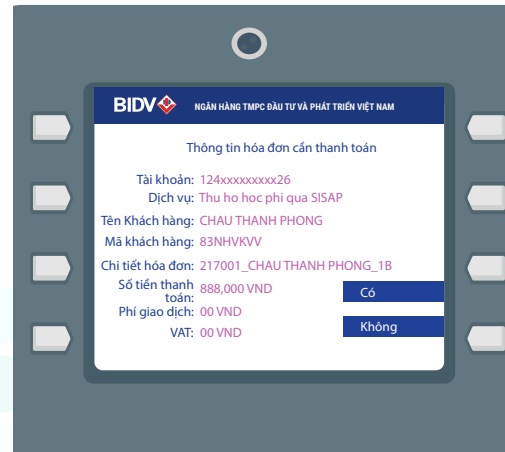 BIDV NGÂN HÀNG TMPC ĐẦU TƯ VÀ PHÁT TRIỂN VIỆT NAM
Thông tin hóa đơn cần thanh toán
Tài khoản: 124xxxxxxxxx26
Dịch vụ: Thu ho hoc phi qua SISAP
Tên Khách hàng: CHAU THANH PHONG
Mã khách hàng: 83NHVKVV
Chi tiết hóa đơn: 217001_CHAU THANH PHONG_1B
Số tiền thanh toán: 888,000 VND
Có
Phí giao dịch: 00 VND
Không
VAT: 00 VND